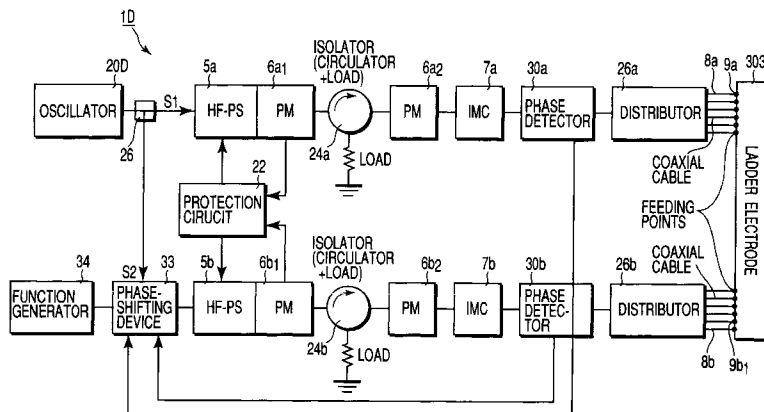 1D
20D
OSCILLATOR
26
S1
5a
6a1
HF-PS
PM
ISOLATOR
(CIRCULATOR
+LOAD)
24a
LOAD
6a2
PM
7a
IMC
30a
PHASE
DETECTOR
26a
DISTRIBUTOR
8a
9a
303
COAXIAL
CABLE
FEEDING
POINTS
LADDER ELECTRODE
22
PROTECTION
CIRUCIT
34
FUNCTION
GENERATOR
S2
33
PHASE-
SHIFTING
DEVICE
5b
6b1
HF-PS
PM
ISOLATOR
(CIRCULATOR
+LOAD)
24b
LOAD
6b2
PM
7b
IMC
30b
PHASE
DETEC-
TOR
26b
DISTRIBUTOR
COAXIAL
CABLE
8b
9b1